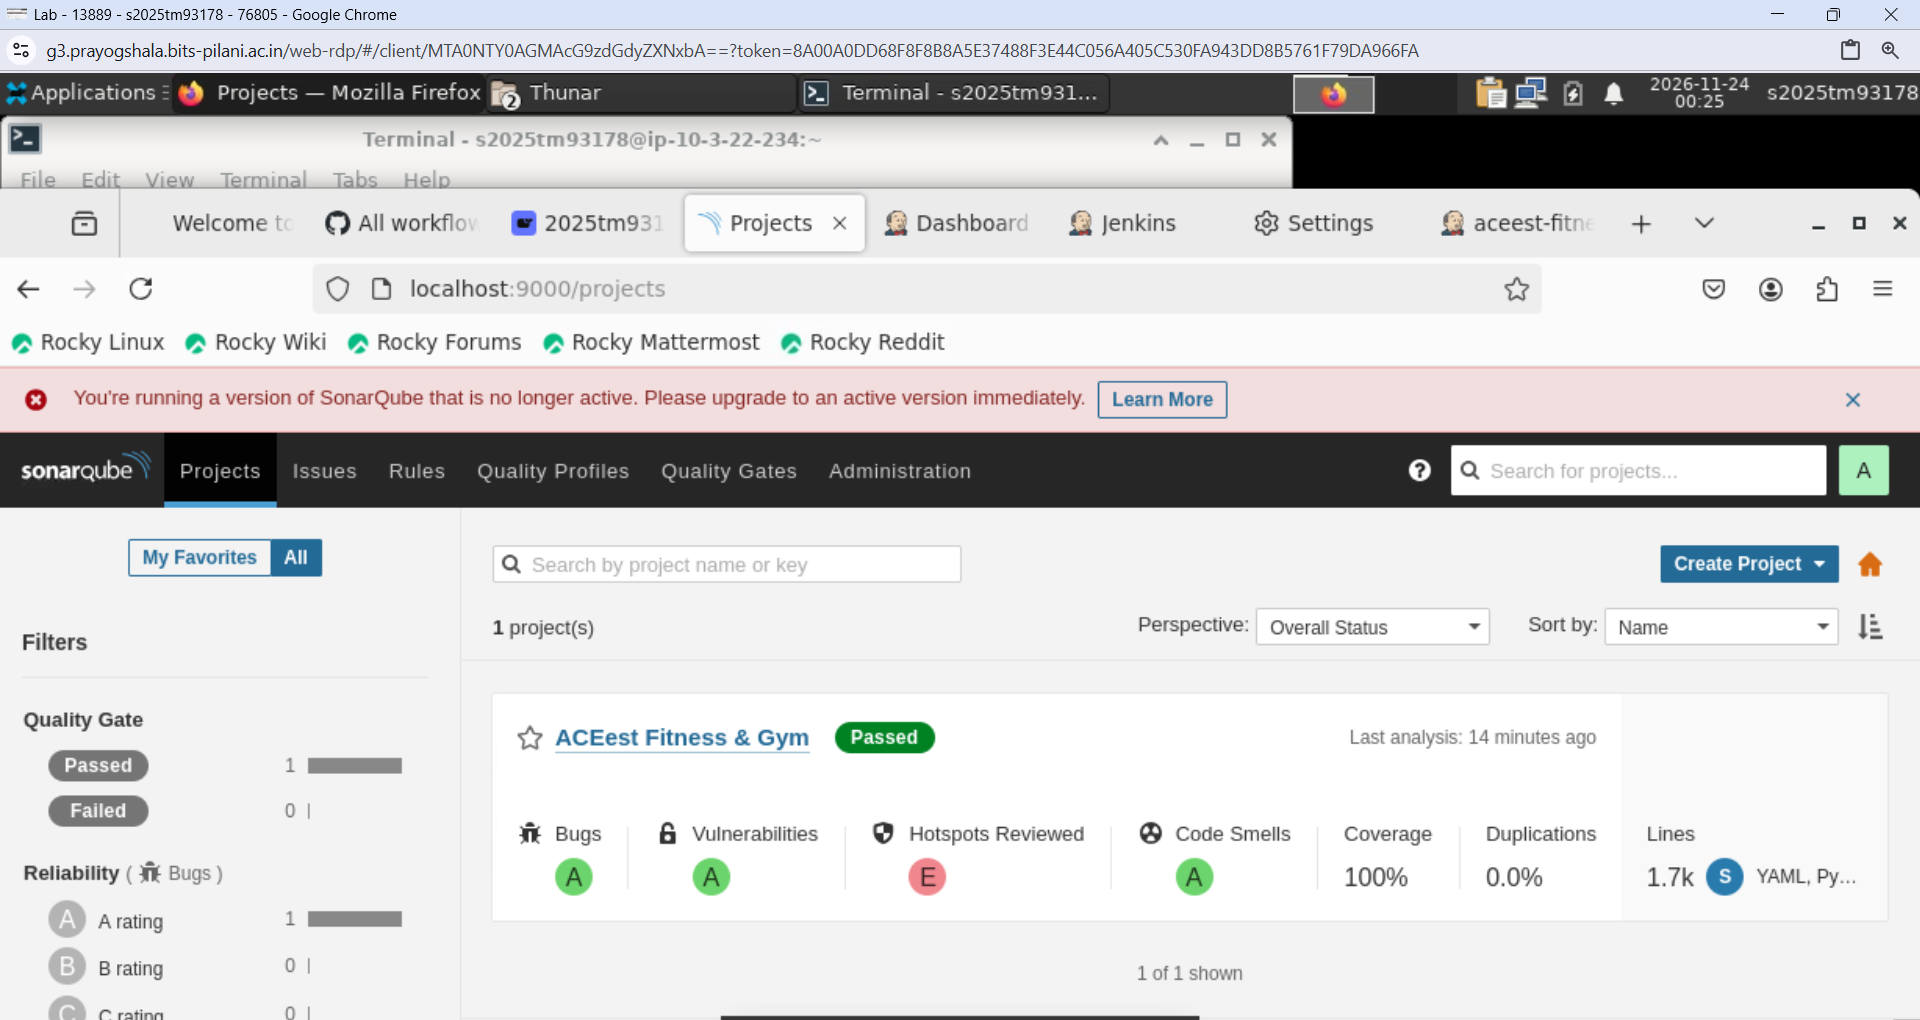 Lab - 13889 - s2025tm93178 - 76805 - Google Chrome
g3.prayogshala.bits-pilani.ac.in/web-rdp/#/client/MTA0NTY0AGMAcG9zdGdyZXNxbA==?token=8A00A0DD68F8F8B8A5E37488F3E44C056A405C530FA943DD8B5761F79DA966FA
Applications Projects — Mozilla Firefox 2 Thunar Terminal - s2025tm931... 2026-11-24 00:25 s2025tm93178
Terminal - s2025tm93178@ip-10-3-22-234:~
File Edit View Terminal Tabs Help
Welcome to All workflow 2025tm931 Projects Dashboard Jenkins Settings aceest-fitne
localhost:9000/projects
Rocky Linux Rocky Wiki Rocky Forums Rocky Mattermost Rocky Reddit
You're running a version of SonarQube that is no longer active. Please upgrade to an active version immediately. Learn More
sonarqube Projects Issues Rules Quality Profiles Quality Gates Administration Search for projects... A
My Favorites All
Search by project name or key
Create Project
1 project(s)
Perspective: Overall Status Sort by: Name
Filters
Quality Gate
Passed 1
Failed 0
Reliability ( Bugs )
A A rating 1
B B rating 0
C C rating 0
ACEest Fitness & Gym Passed Last analysis: 14 minutes ago
Bugs Vulnerabilities Hotspots Reviewed Code Smells Coverage Duplications Lines
A A E A 100% 0.0% 1.7k S YAML, Py...
1 of 1 shown